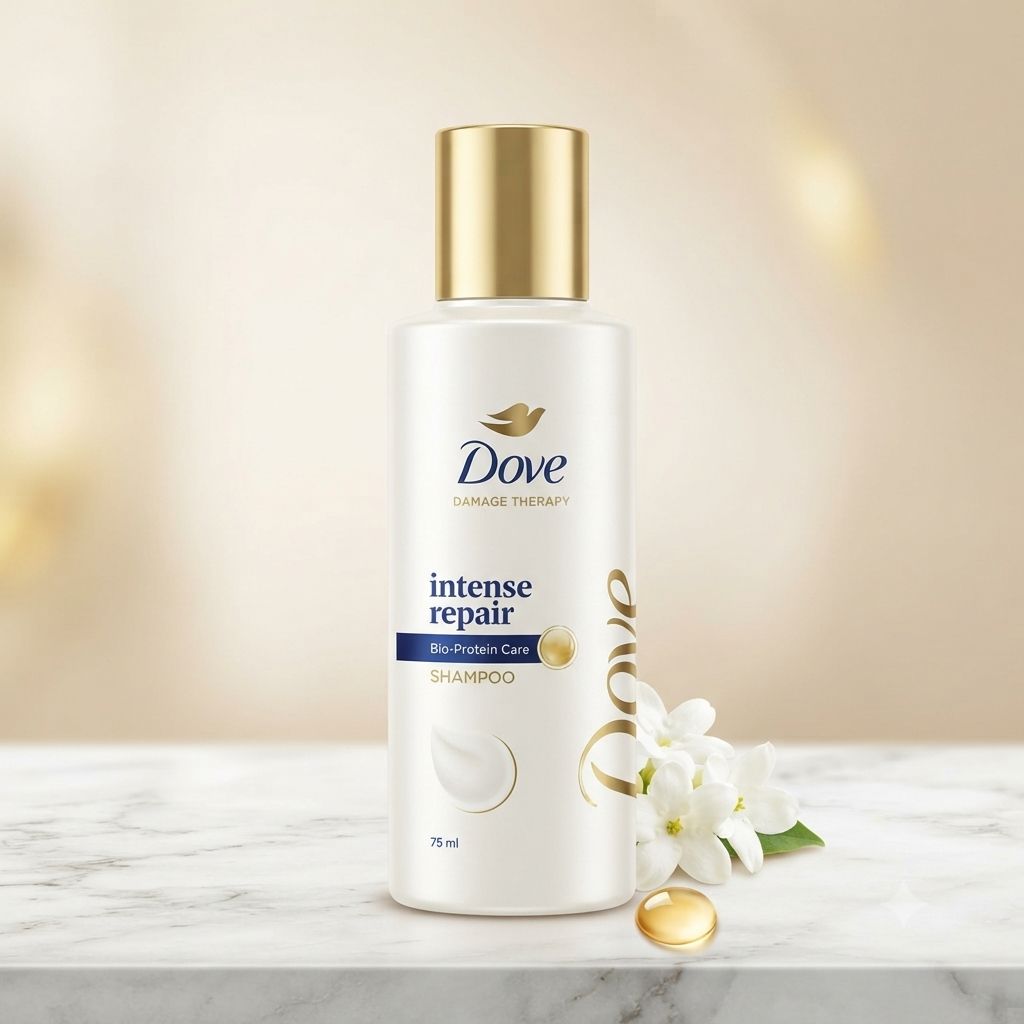 Dove
DAMAGE THERAPY
intense
repair
Bio-Protein Care
SHAMPOO
75 ml
Dove